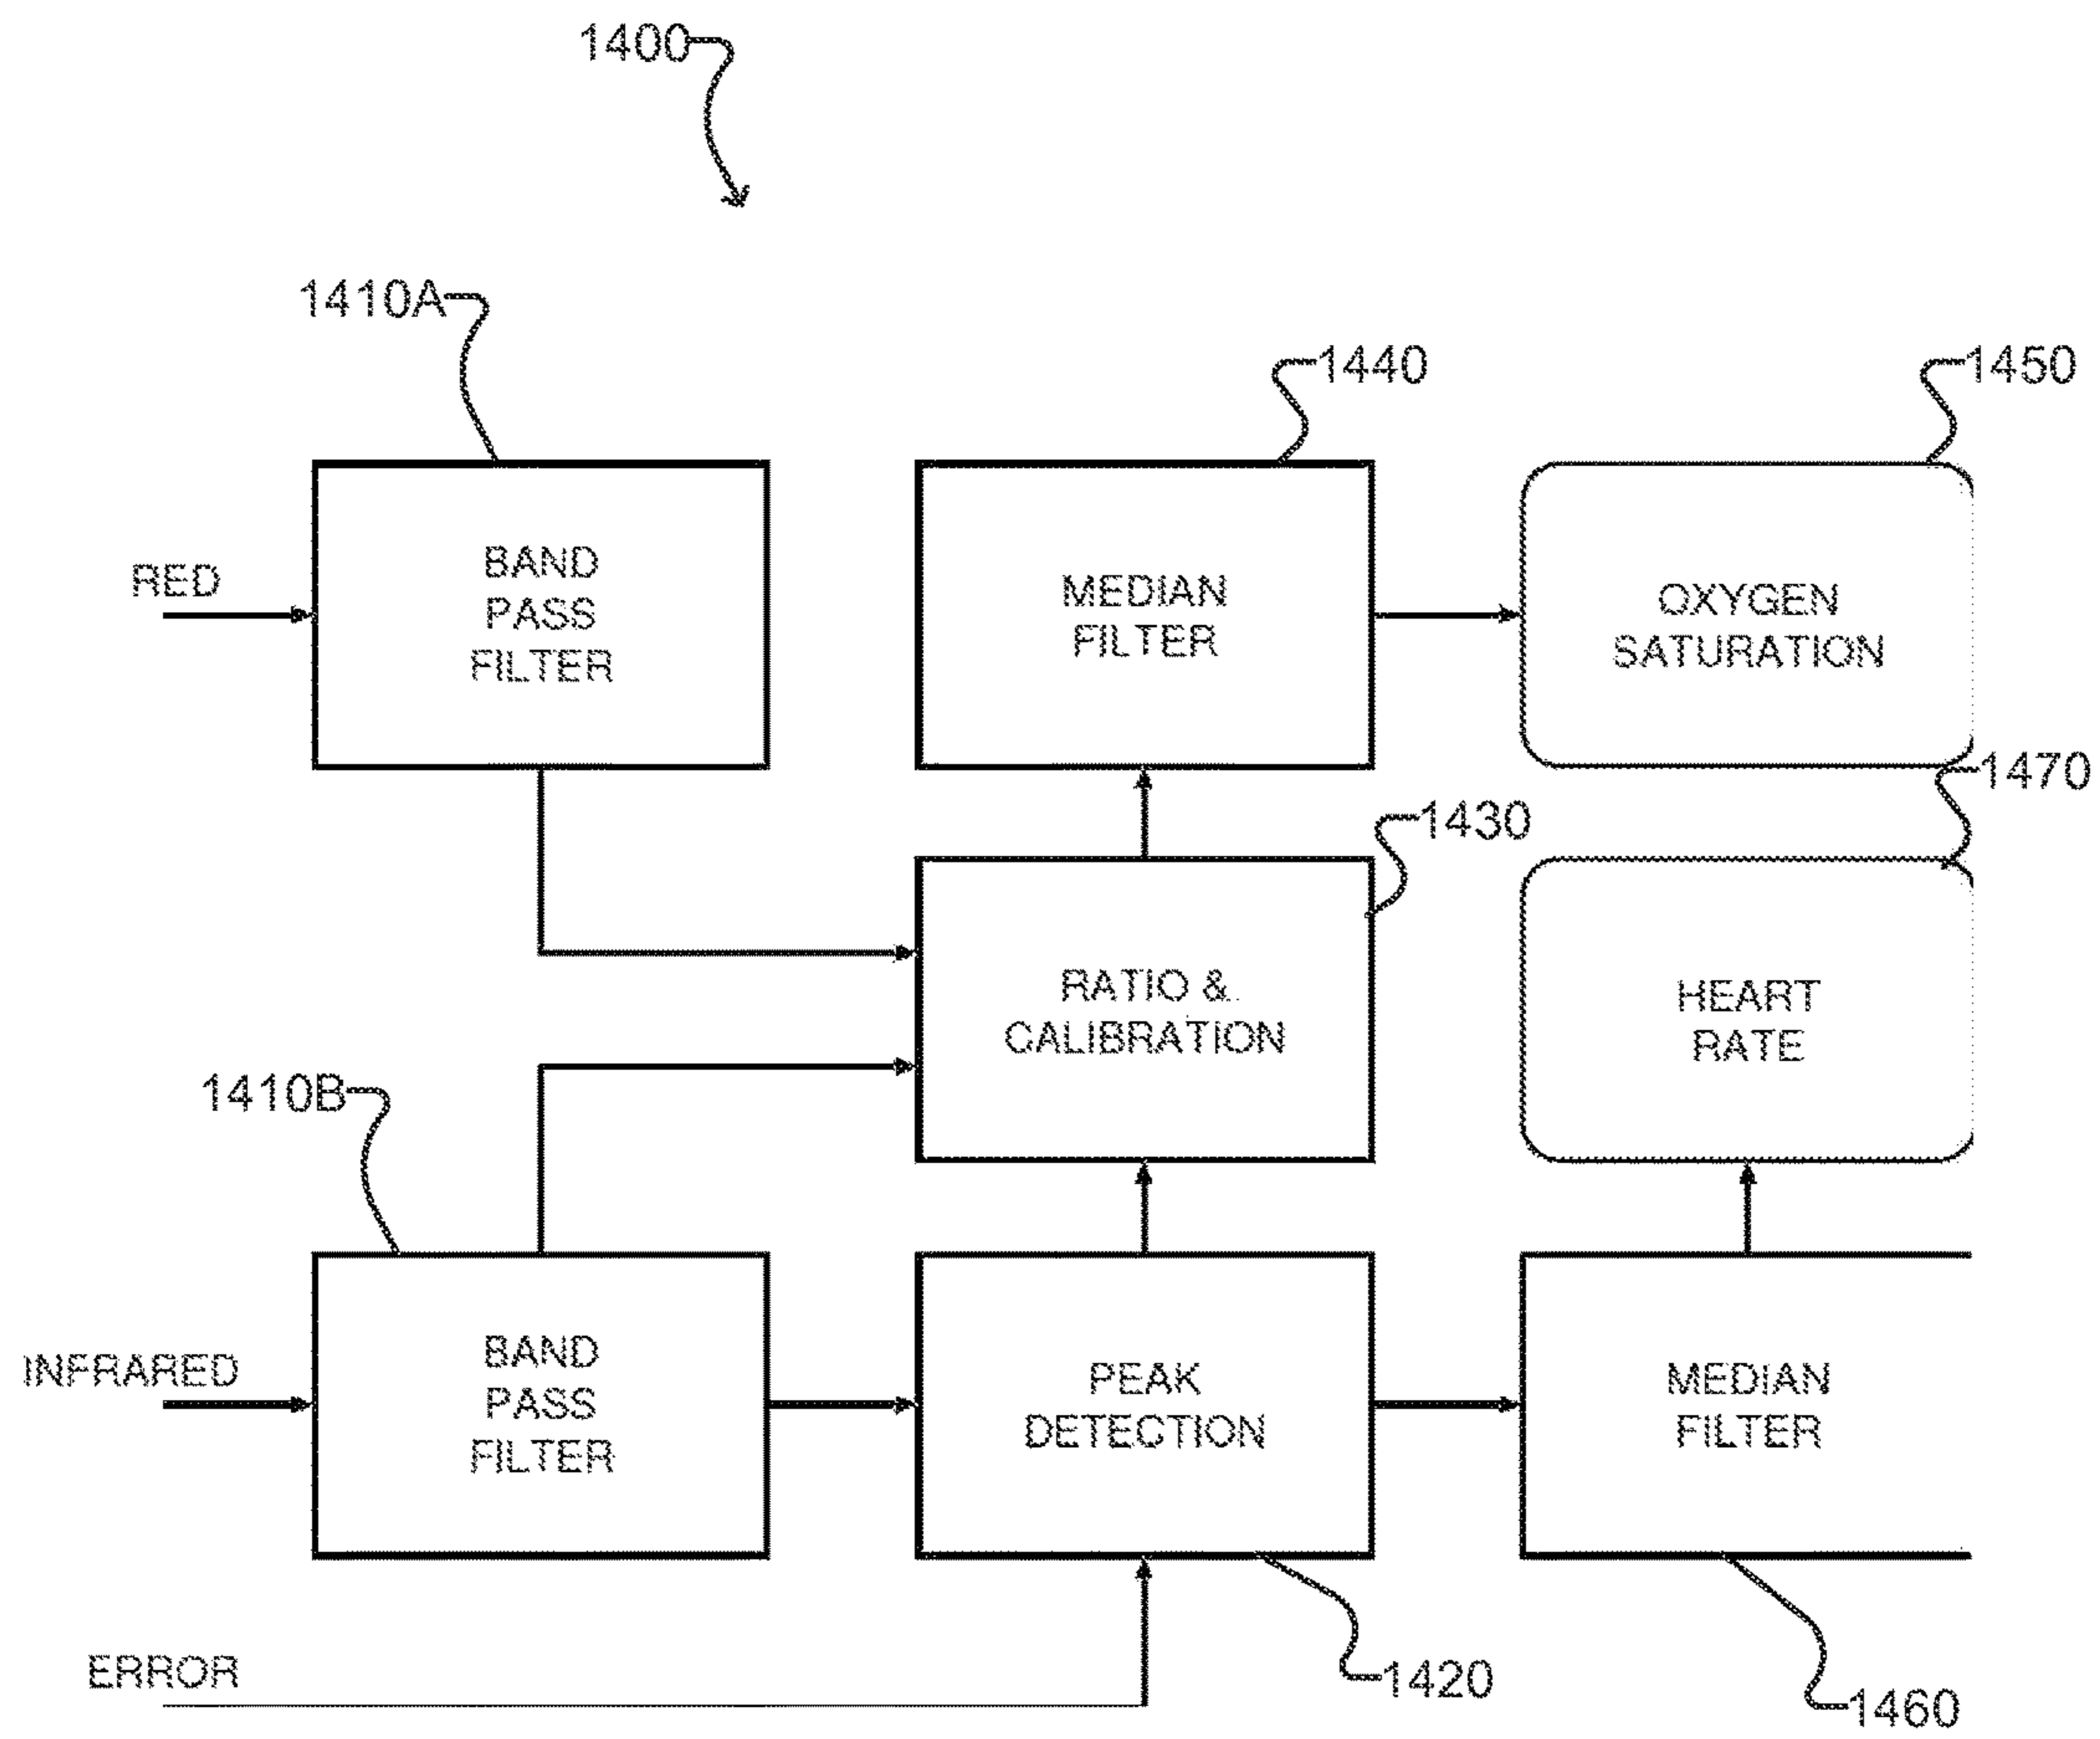 1400
1410A
1440
1450
RED
BAND
PASS
FILTER
MEDIAN
FILTER
OXYGEN
SATURATION
1470
1430
RATIO &
CALIBRATION
HEART
RATE
1410B
INFRARED
BAND
PASS
FILTER
PEAK
DETECTION
MEDIAN
FILTER
ERROR
1420
1460